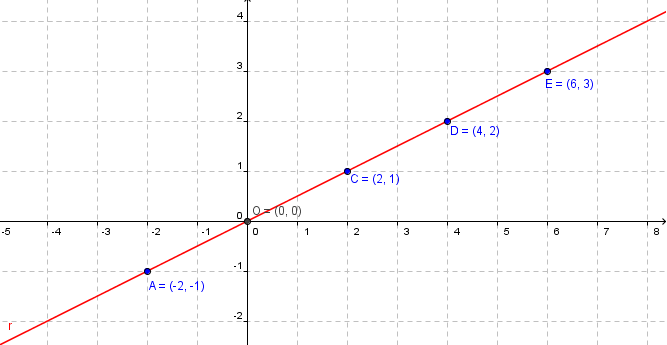 4
3
E = (6, 3)
2
D = (4, 2)
1
C = (2, 1)
0
O = (0, 0)
-5 -4 -3 -2 -1 0 1 2 3 4 5 6 7 8
-1
A = (-2, -1)
-2
r